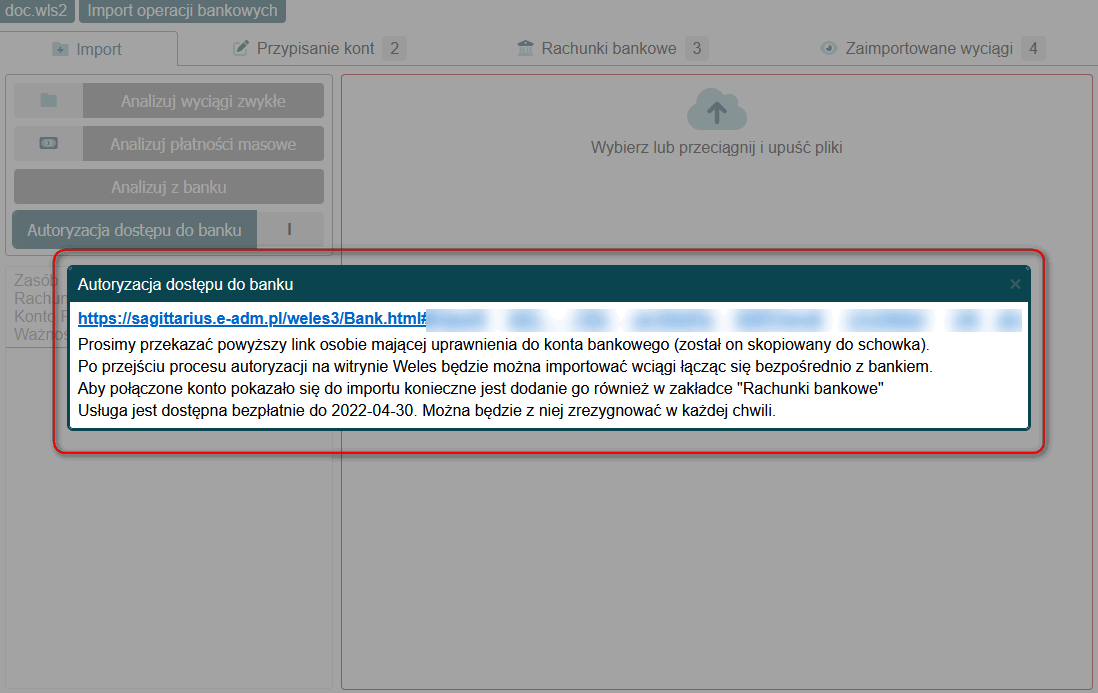 doc.wls2 Import operacji bankowych
Import Przypisanie kont 2 Rachunki bankowe 3 Zaimportowane wyciągi 4
Analizuj wyciągi zwykłe
Analizuj płatności masowe
Analizuj z banku
Autoryzacja dostępu do banku I
Wybierz lub przeciągnij i upuść pliki
Zasób
Rachun
Konto
Ważnoś
Autoryzacja dostępu do banku ×
https://sagittarius.e-adm.pl/weles3/Bank.html#
Prosimy przekazać powyższy link osobie mającej uprawnienia do konta bankowego (został on skopiowany do schowka).
Po przejściu procesu autoryzacji na witrynie Weles będzie można importować wciągi łącząc się bezpośrednio z bankiem.
Aby połączone konto pokazało się do importu konieczne jest dodanie go również w zakładce "Rachunki bankowe"
Usługa jest dostępna bezpłatnie do 2022-04-30. Można będzie z niej zrezygnować w każdej chwili.